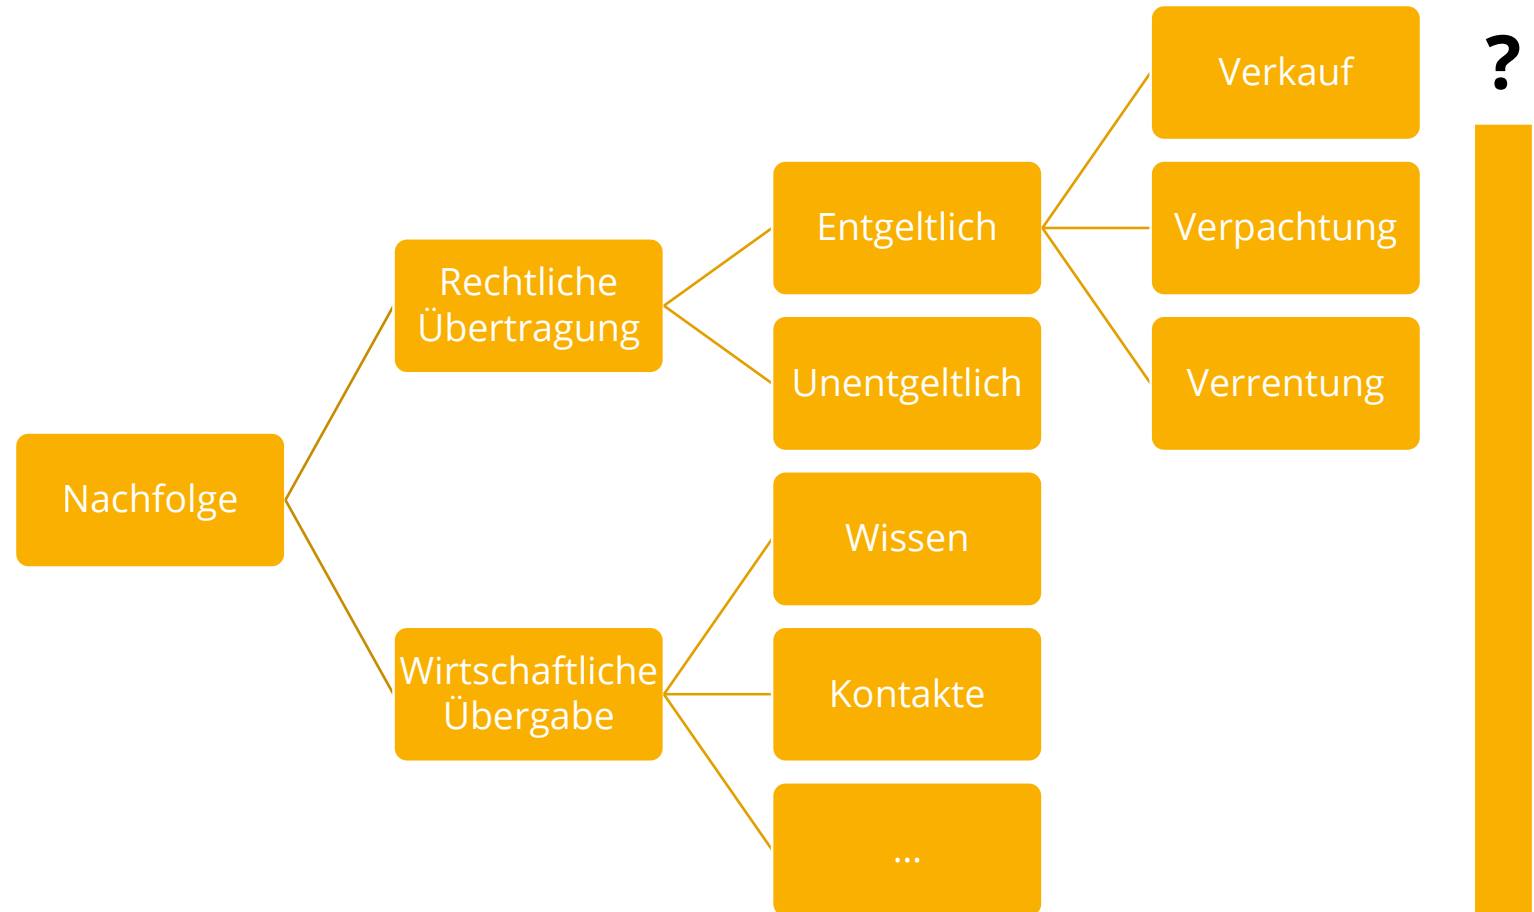 Nachfolge
Rechtliche
Übertragung
Entgeltlich
Verkauf
Verpachtung
Verrentung
Unentgeltlich
Wirtschaftliche
Übergabe
Wissen
Kontakte
...
?